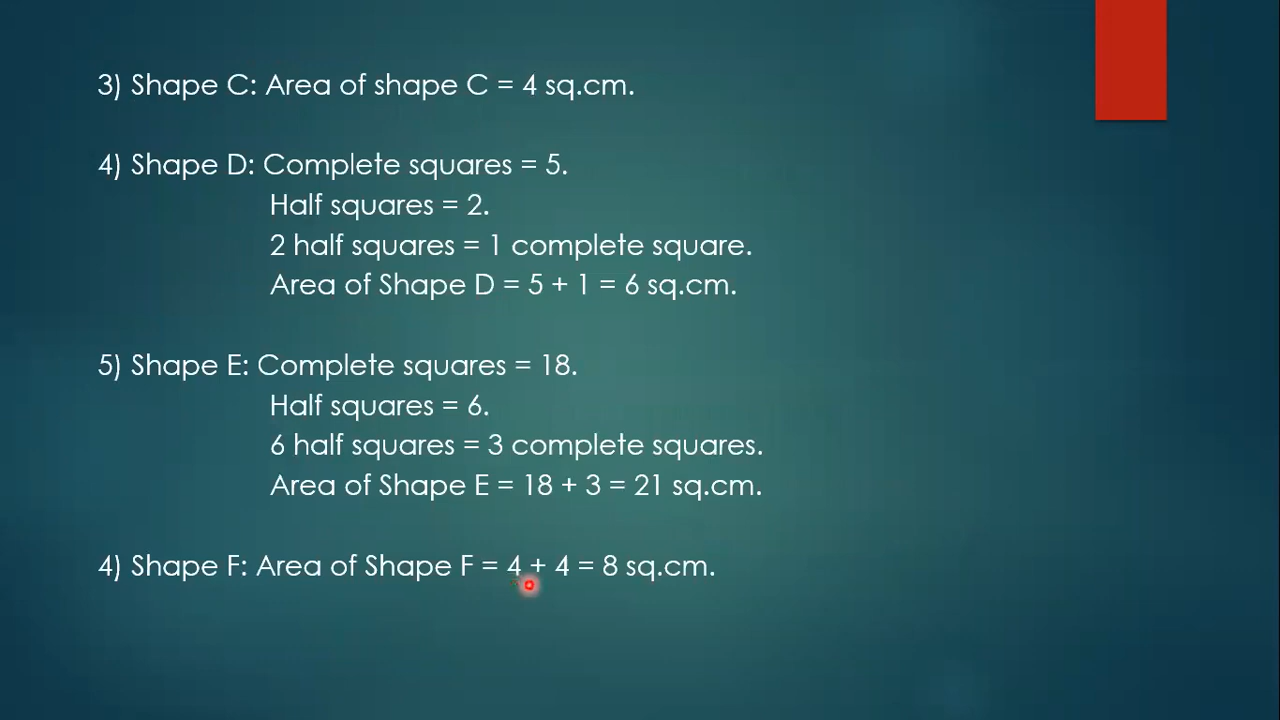 3) Shape C: Area of shape C = 4 sq.cm.
4) Shape D: Complete squares = 5.
Half squares = 2.
2 half squares = 1 complete square.
Area of Shape D = 5 + 1 = 6 sq.cm.
5) Shape E: Complete squares = 18.
Half squares = 6.
6 half squares = 3 complete squares.
Area of Shape E = 18 + 3 = 21 sq.cm.
4) Shape F: Area of Shape F = 4 + 4 = 8 sq.cm.